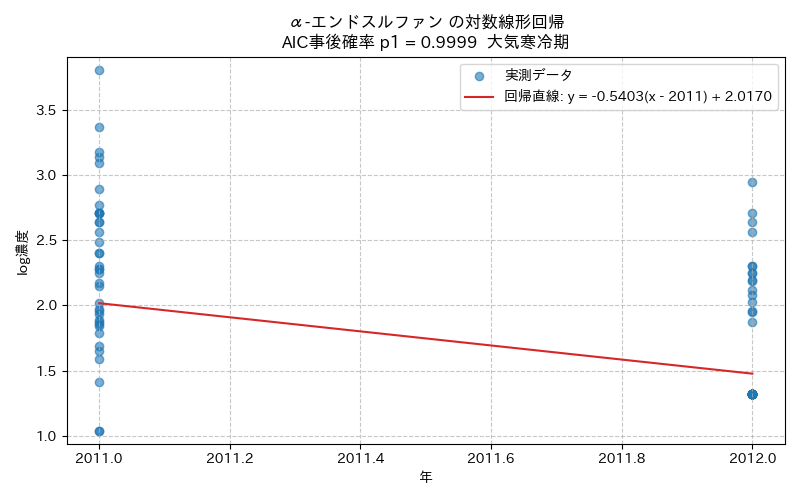 α-エンドスルファン の対数線形回帰
AIC事後確率 p1 = 0.9999  大気寒冷期
実測データ
回帰直線: y = -0.5403(x - 2011) + 2.0170
log濃度
3.5
3.0
2.5
2.0
1.5
1.0
2011.0 2011.2 2011.4 2011.6 2011.8 2012.0
年